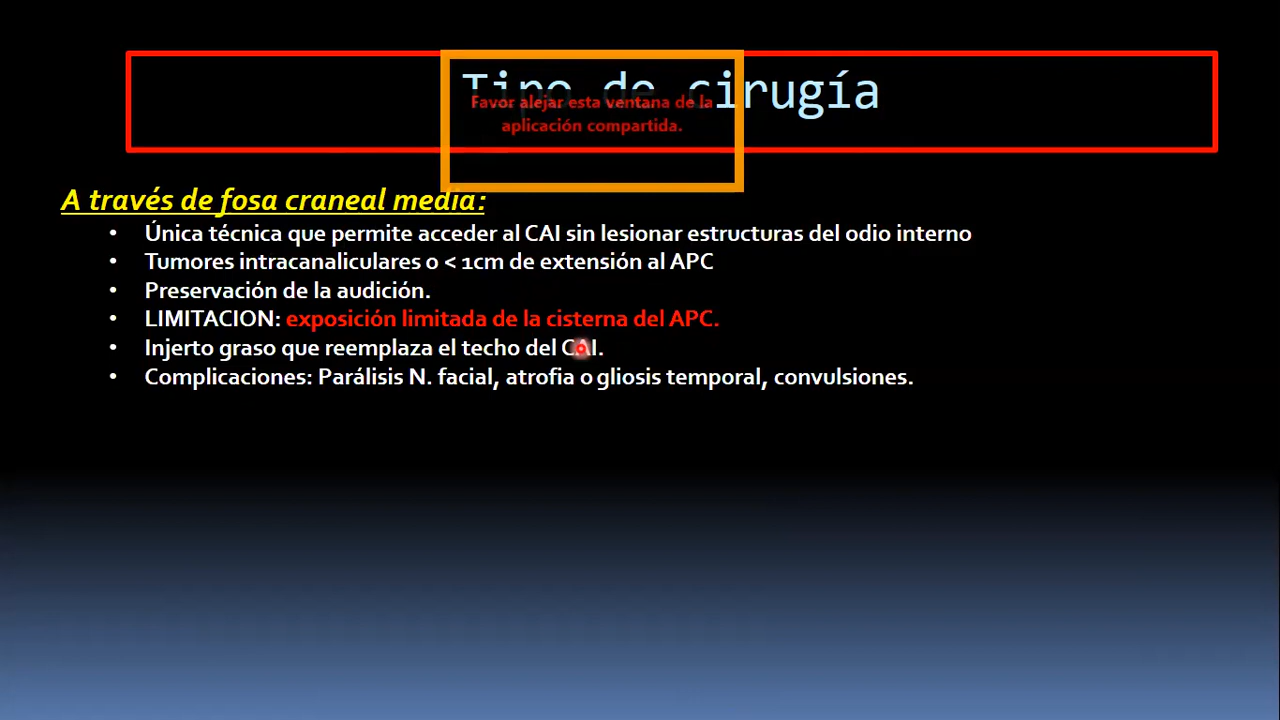 Tipo de cirugía
Favor alejar esta ventana de la
aplicación compartida.
A través de fosa craneal media:
• Única técnica que permite acceder al CAI sin lesionar estructuras del odio interno
• Tumores intracanaliculares o < 1cm de extensión al APC
• Preservación de la audición.
• LIMITACION: exposición limitada de la cisterna del APC.
• Injerto graso que reemplaza el techo del CAI.
• Complicaciones: Parálisis N. facial, atrofia o gliosis temporal, convulsiones.